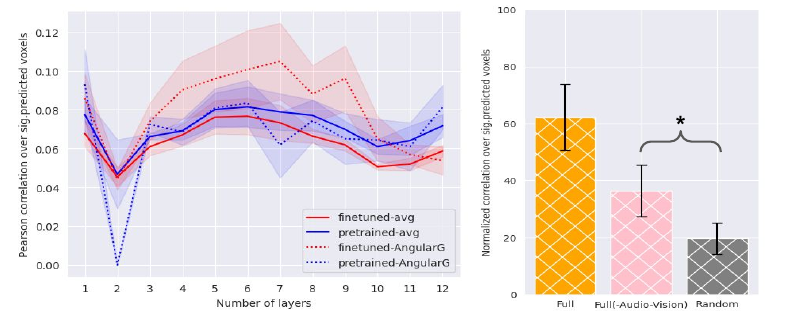 Pearson correlation over sig.predicted voxels
0.12
0.10
0.08
0.06
0.04
0.02
0.00
finetuned-avg
pretrained-avg
finetuned-AngularG
pretrained-AngularG
1 2 3 4 5 6 7 8 9 10 11 12
Number of layers
Normalized correlation over sig.predicted voxels
100
80
60
40
20
0
*
Full Full(-Audio-Vision) Random